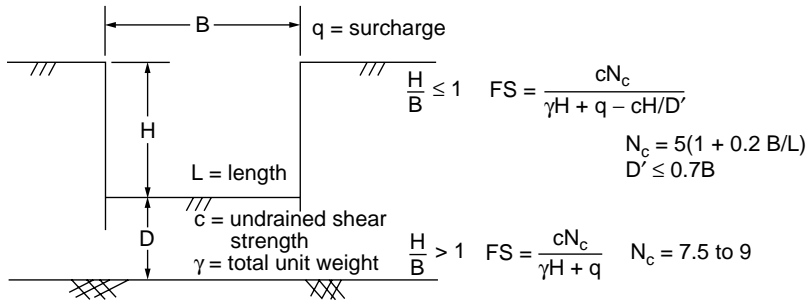 B
q = surcharge
H/B ≤ 1 FS = cN_c / (γH + q − cH/D′)
N_c = 5(1 + 0.2 B/L)
D′ ≤ 0.7B
H
L = length
D
c = undrained shear
strength
γ = total unit weight
H/B > 1 FS = cN_c / (γH + q) N_c = 7.5 to 9